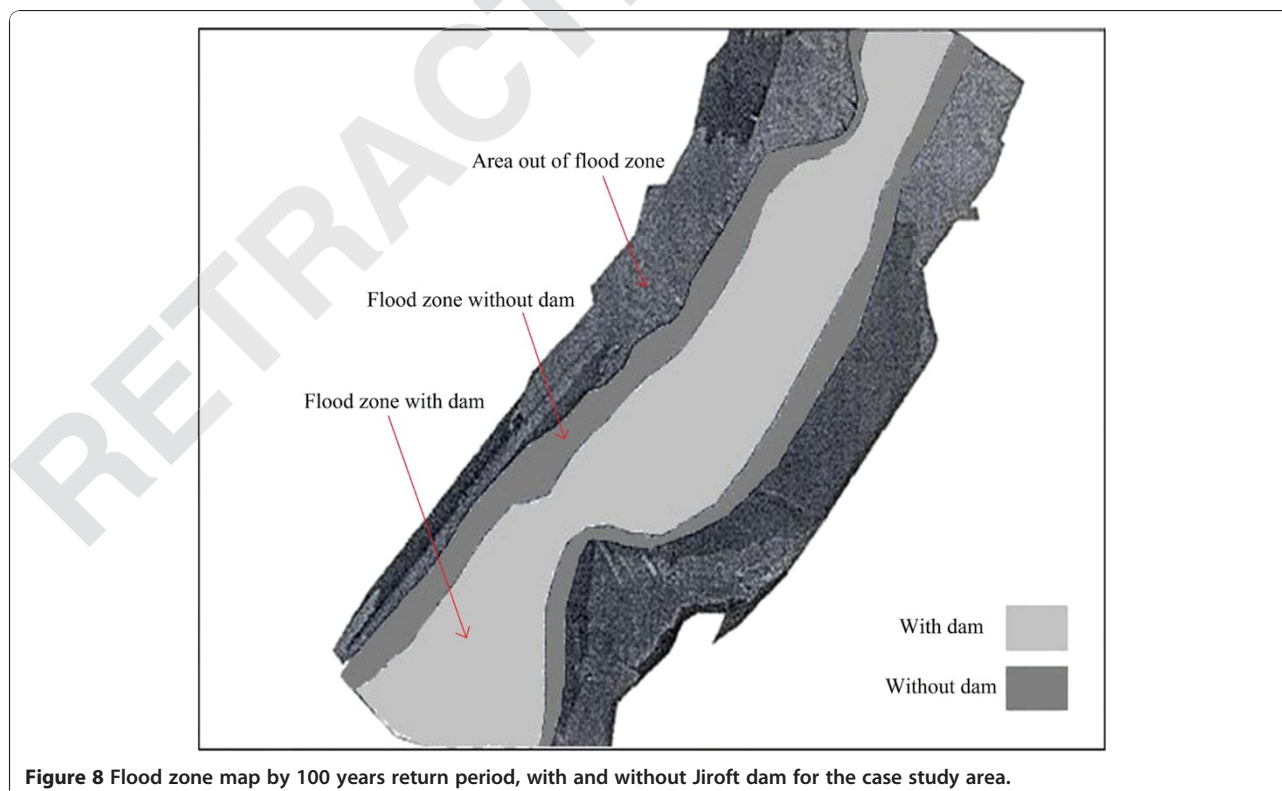 RETRACT
Area out of flood zone
Flood zone without dam
Flood zone with dam
With dam
Without dam
Figure 8 Flood zone map by 100 years return period, with and without Jiroft dam for the case study area.